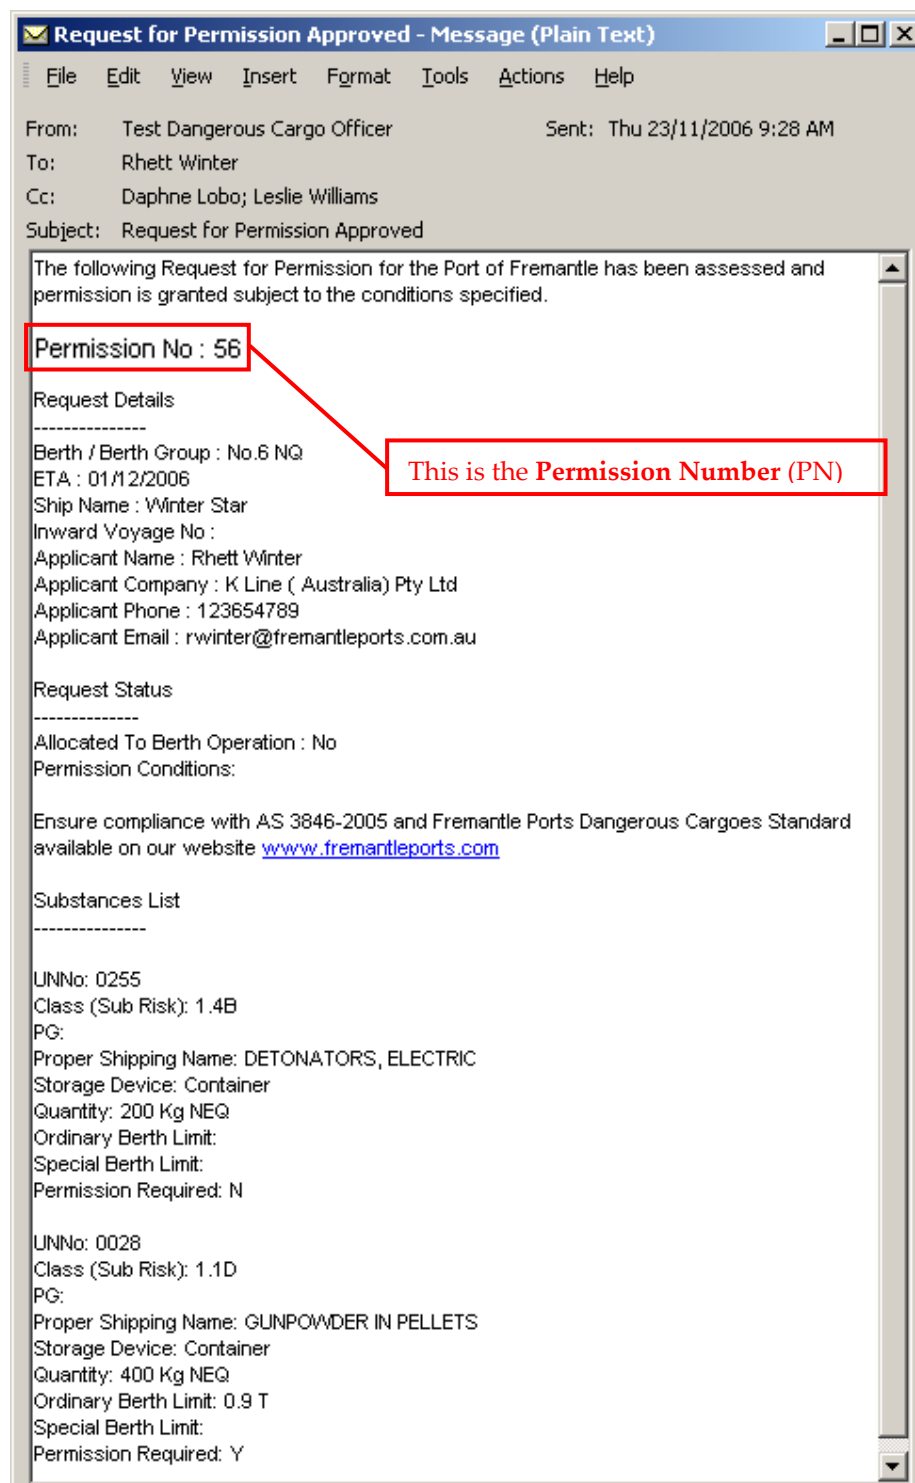 Request for Permission Approved - Message (Plain Text)
File Edit View Insert Format Tools Actions Help
From: Test Dangerous Cargo Officer Sent: Thu 23/11/2006 9:28 AM
To: Rhett Winter
Cc: Daphne Lobo; Leslie Williams
Subject: Request for Permission Approved
The following Request for Permission for the Port of Fremantle has been assessed and
permission is granted subject to the conditions specified.
Permission No : 56
Request Details
---------------
Berth / Berth Group : No.6 NQ
This is the Permission Number (PN)
ETA : 01/12/2006
Ship Name : Winter Star
Inward Voyage No :
Applicant Name : Rhett Winter
Applicant Company : K Line ( Australia) Pty Ltd
Applicant Phone : 123654789
Applicant Email : rwinter@fremantleports.com.au
Request Status
--------------
Allocated To Berth Operation : No
Permission Conditions:
Ensure compliance with AS 3846-2005 and Fremantle Ports Dangerous Cargoes Standard
available on our website wwww.fremantleports.com
Substances List
---------------
UNNo: 0255
Class (Sub Risk): 1.4B
PG:
Proper Shipping Name: DETONATORS, ELECTRIC
Storage Device: Container
Quantity: 200 Kg NEQ
Ordinary Berth Limit:
Special Berth Limit:
Permission Required: N
UNNo: 0028
Class (Sub Risk): 1.1D
PG:
Proper Shipping Name: GUNPOWDER IN PELLETS
Storage Device: Container
Quantity: 400 Kg NEQ
Ordinary Berth Limit: 0.9 T
Special Berth Limit:
Permission Required: Y